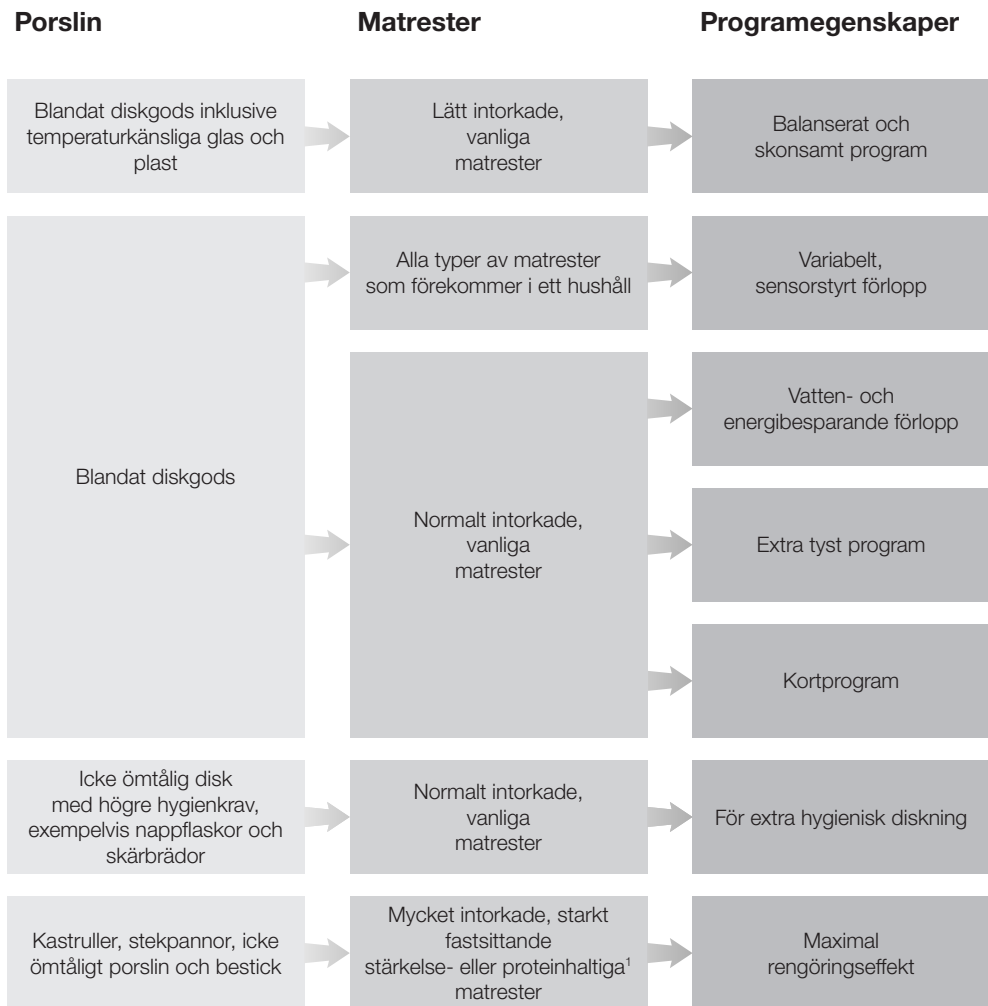 Porslin
Matrester
Programegenskaper
Blandat diskgods inklusive
temperaturkänsliga glas och
plast
Lätt intorkade,
vanliga
matrester
Balanserat och
skonsamt program
Blandat diskgods
Alla typer av matrester
som förekommer i ett hushåll
Variabelt,
sensorstyrt förlopp
Normalt intorkade,
vanliga
matrester
Vatten- och
energibesparande förlopp
Extra tyst program
Kortprogram
Icke ömtålig disk
med högre hygienkrav,
exempelvis nappflaskor och
skärbrädor
Normalt intorkade,
vanliga
matrester
För extra hygienisk diskning
Kastruller, stekpannor, icke
ömtåligt porslin och bestick
Mycket intorkade, starkt
fastsittande
stärkelse- eller proteinhaltiga¹
matrester
Maximal
rengöringseffekt